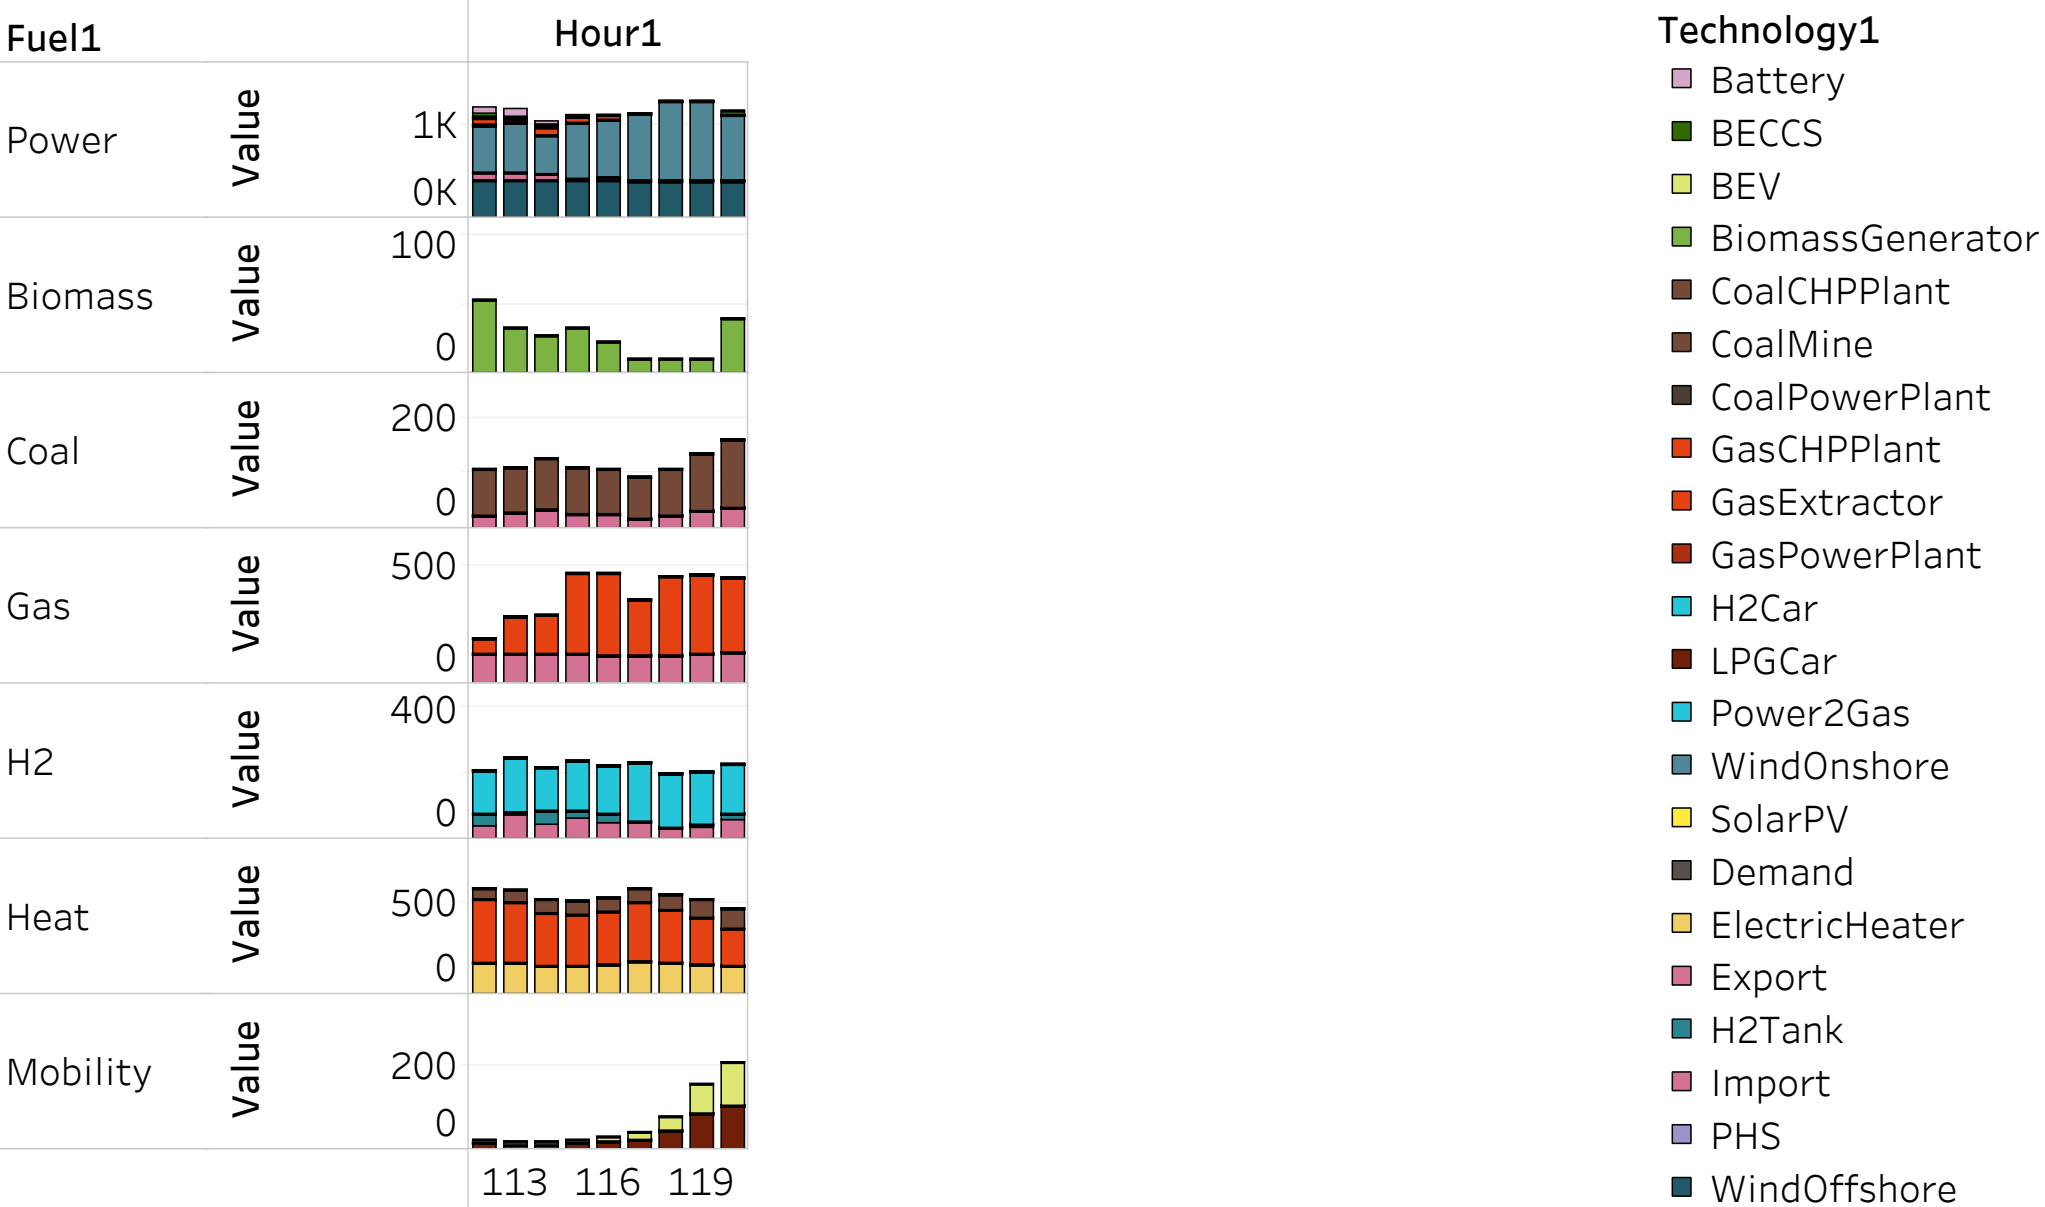 Fuel1
Hour1
Power
Value
1K
0K
Biomass
Value
100
0
Coal
Value
200
0
Gas
Value
500
0
H2
Value
400
0
Heat
Value
500
0
Mobility
Value
200
0
113 116 119
Technology1
Battery
BECCS
BEV
BiomassGenerator
CoalCHPPlant
CoalMine
CoalPowerPlant
GasCHPPlant
GasExtractor
GasPowerPlant
H2Car
LPGCar
Power2Gas
WindOnshore
SolarPV
Demand
ElectricHeater
Export
H2Tank
Import
PHS
WindOffshore